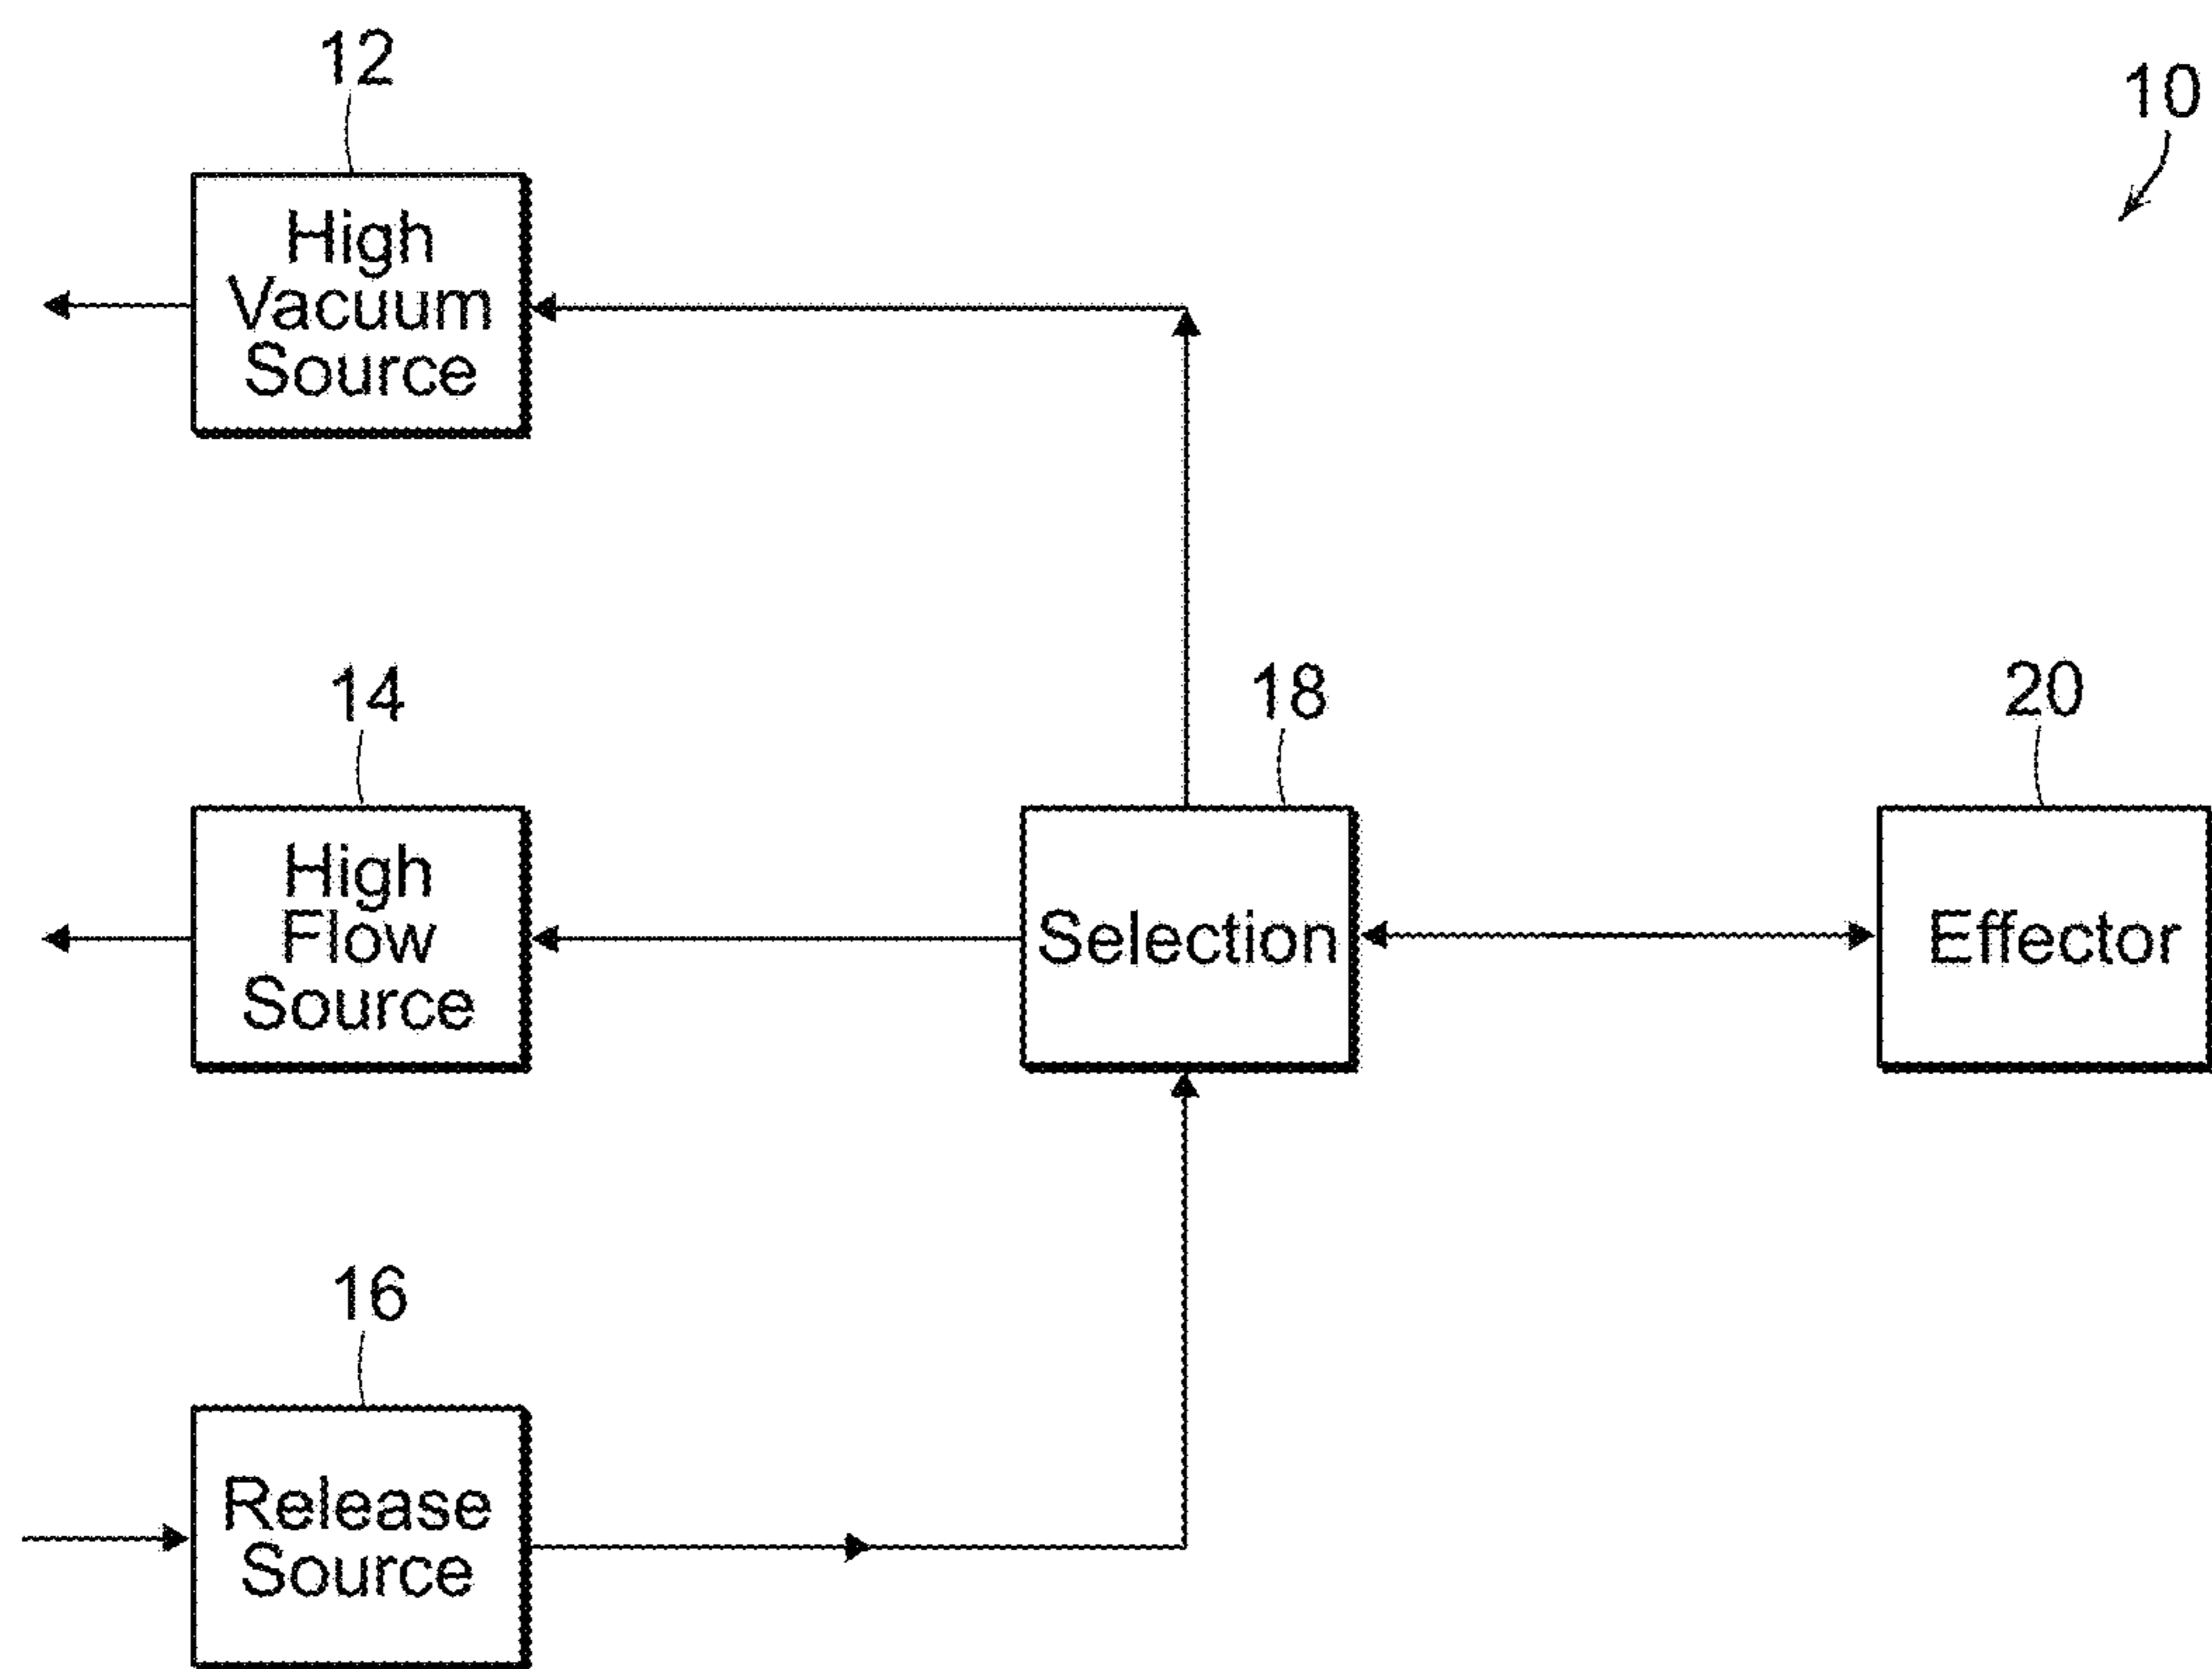 12
10
High
Vacuum
Source
14
18
20
High
Flow
Source
Selection
Effector
16
Release
Source